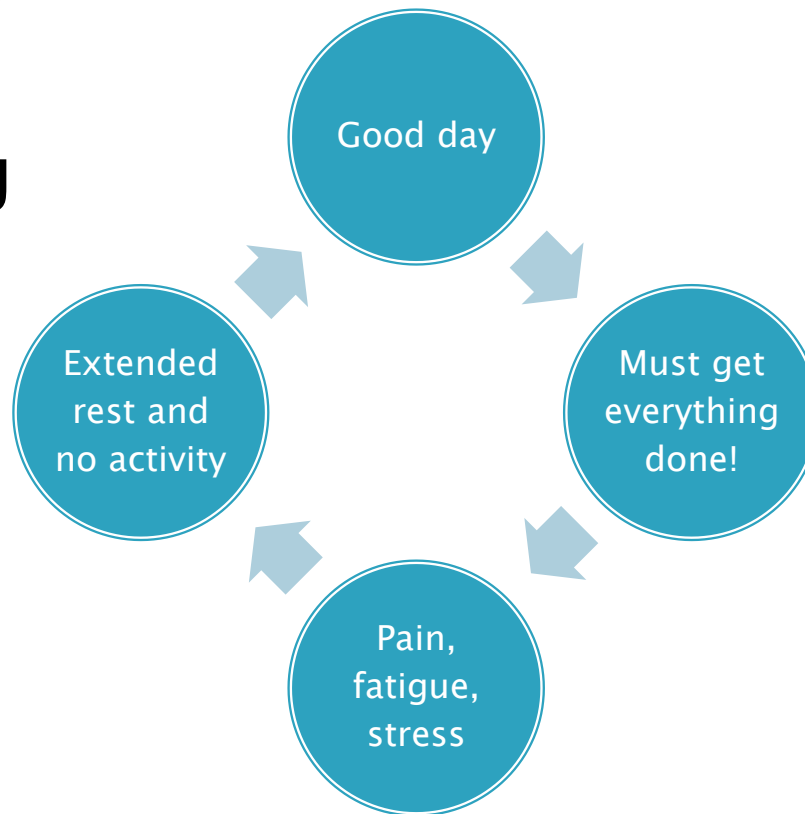 Good day
Must get
everything
done!
Pain,
fatigue,
stress
Extended
rest and
no activity